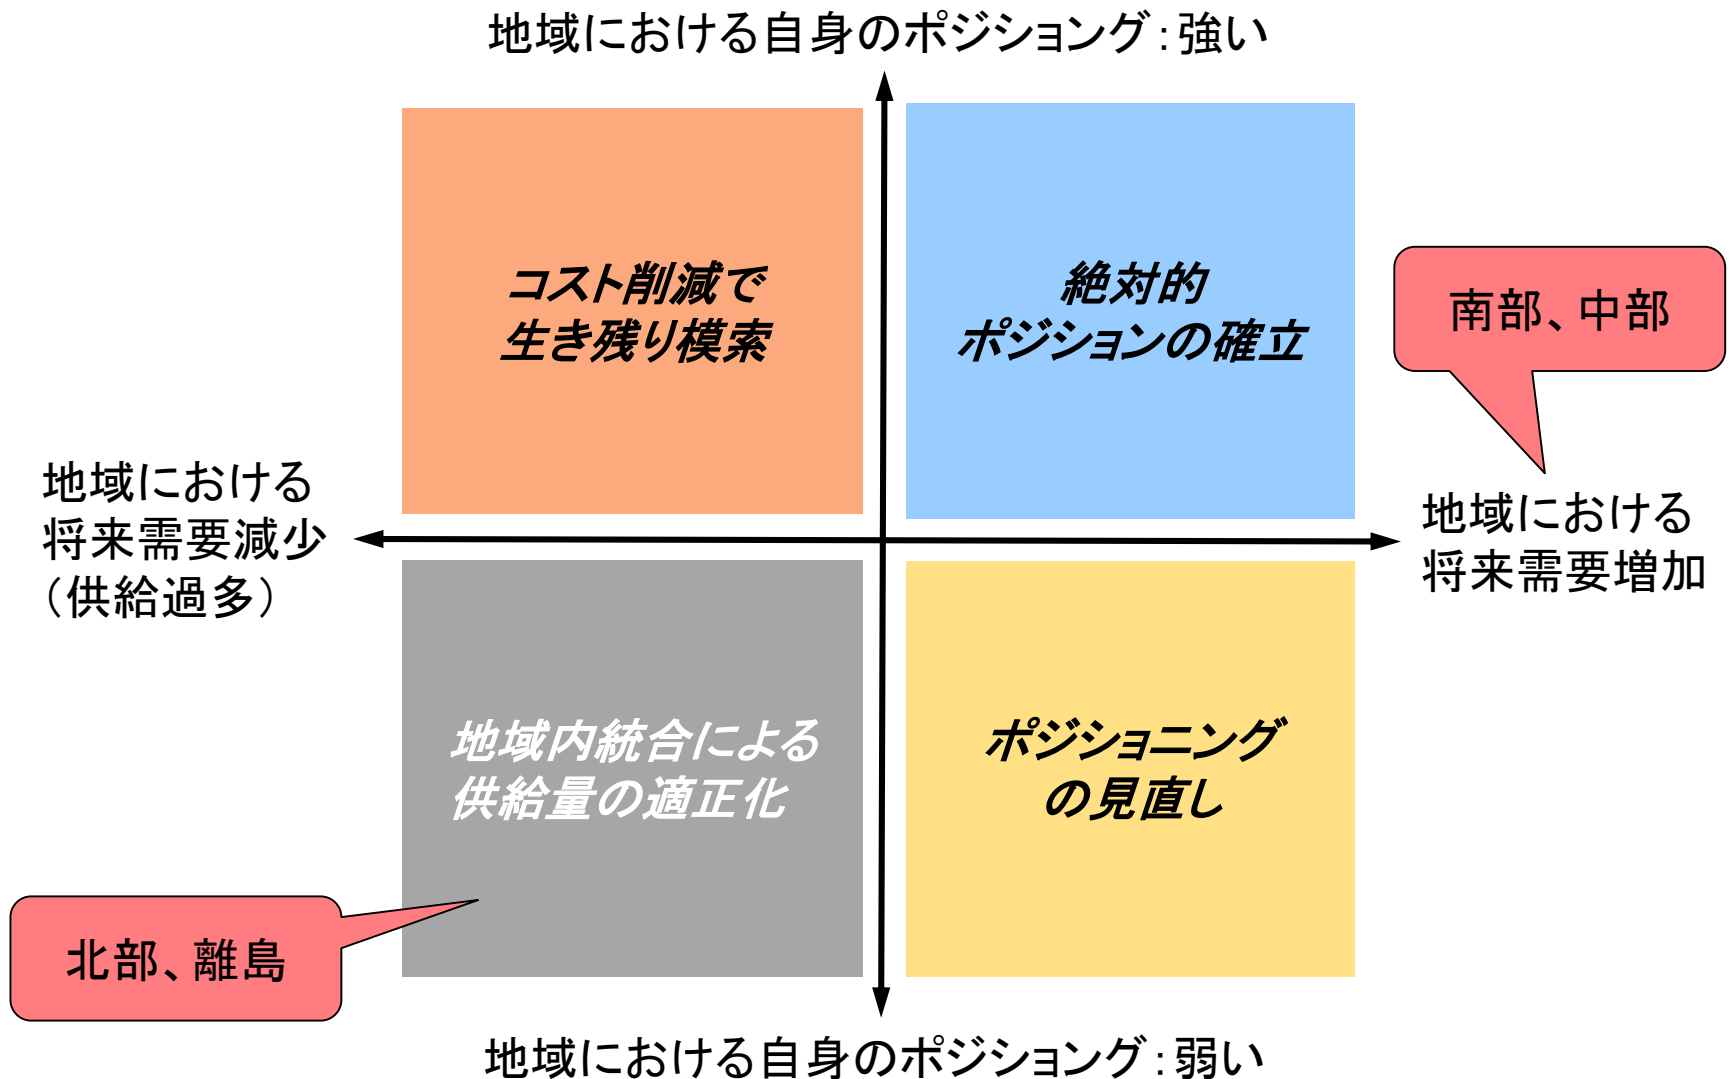 地域における自身のポジショング：強い
コスト削減で
生き残り模索
絶対的
ポジションの確立
南部、中部
地域における
将来需要減少
（供給過多）
地域における
将来需要増加
地域内統合による
供給量の適正化
ポジショニング
の見直し
北部、離島
地域における自身のポジショング：弱い